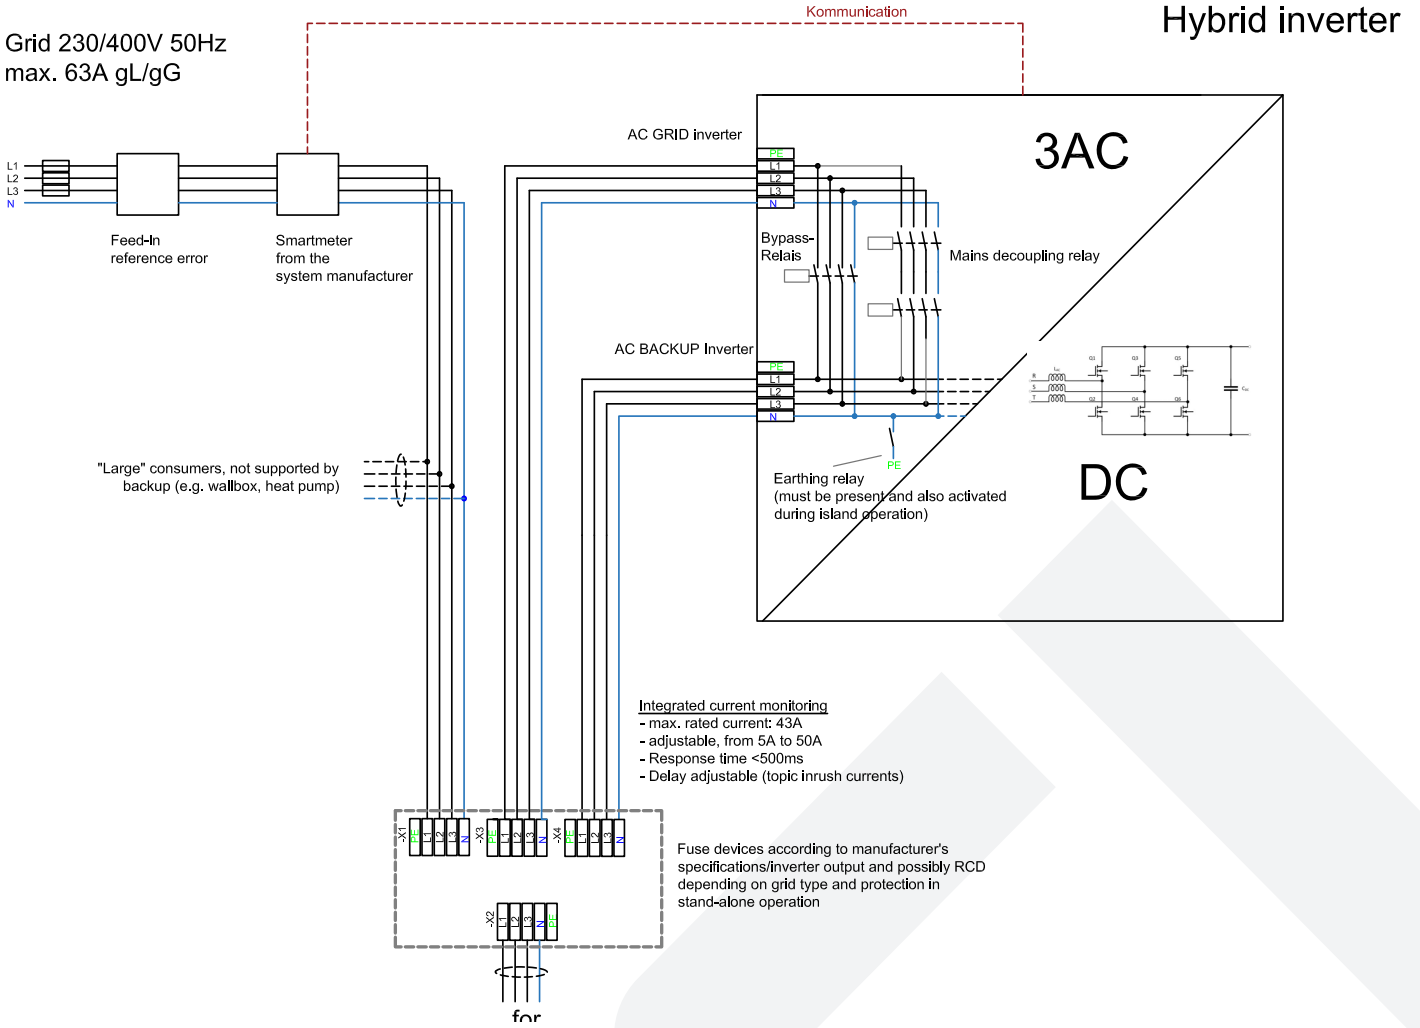 Kommunication
Hybrid inverter
Grid 230/400V 50Hz
max. 63A gL/gG
AC GRID inverter
3AC
PE
L1
L2
L3
N
L1
L2
L3
N
Feed-In
reference error
Smartmeter
from the
system manufacturer
Bypass-
Relais
Mains decoupling relay
AC BACKUP Inverter
PE
L1
L2
L3
N
Q1
Q3
Q5
R
S
T
Q2
Q4
Q6
PE
"Large" consumers, not supported by
backup (e.g. wallbox, heat pump)
Earthing relay
(must be present and also activated
during island operation)
DC
Integrated current monitoring
- max. rated current: 43A
- adjustable, from 5A to 50A
- Response time <500ms
- Delay adjustable (topic inrush currents)
-X1
PE
L1
L2
L3
N
-X3
PE
L1
L2
L3
N
-X4
PE
L1
L2
L3
N
Fuse devices according to manufacturer's
specifications/inverter output and possibly RCD
depending on grid type and protection in
stand-alone operation
-X2
L1
L2
L3
N
PE
for